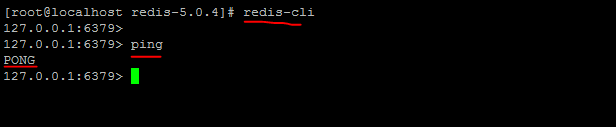 [root@localhost redis-5.0.4]# redis-cli
127.0.0.1:6379>
127.0.0.1:6379> ping
PONG
127.0.0.1:6379>